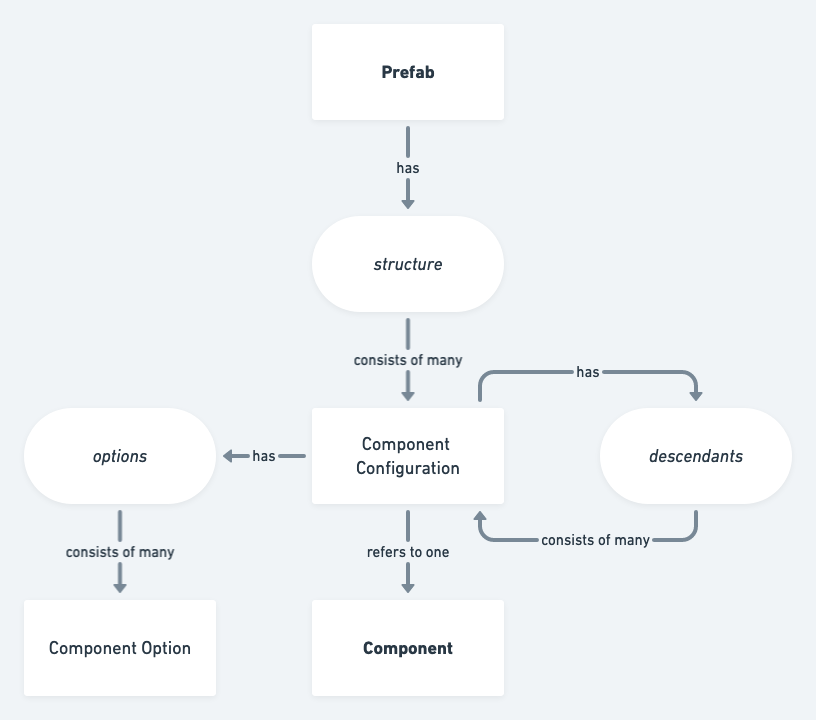 Prefab
has
structure
consists of many
has
options
has
Component
Configuration
descendants
consists of many
refers to one
consists of many
Component Option
Component